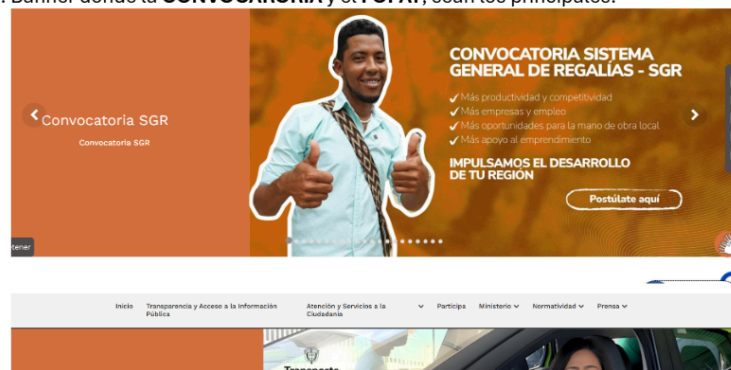 . Banner donde la CONVOCARORIA y el FOPAT, sean los principales.
CONVOCATORIA SISTEMA
GENERAL DE REGALÍAS - SGR
Más productividad y competitividad
Más empresas y empleo
Más oportunidades para la mano de obra local
Más apoyo al emprendimiento
IMPULSAMOS EL DESARROLLO
DE TU REGIÓN
Postúlate aquí
Convocatoria SGR
Convocatoria SGR
tener
Inicio
Transparencia y Acceso a la Información
Pública
Atención y Servicios a la
Ciudadanía
Participa
Ministerio
Normatividad
Prensa
Transporte